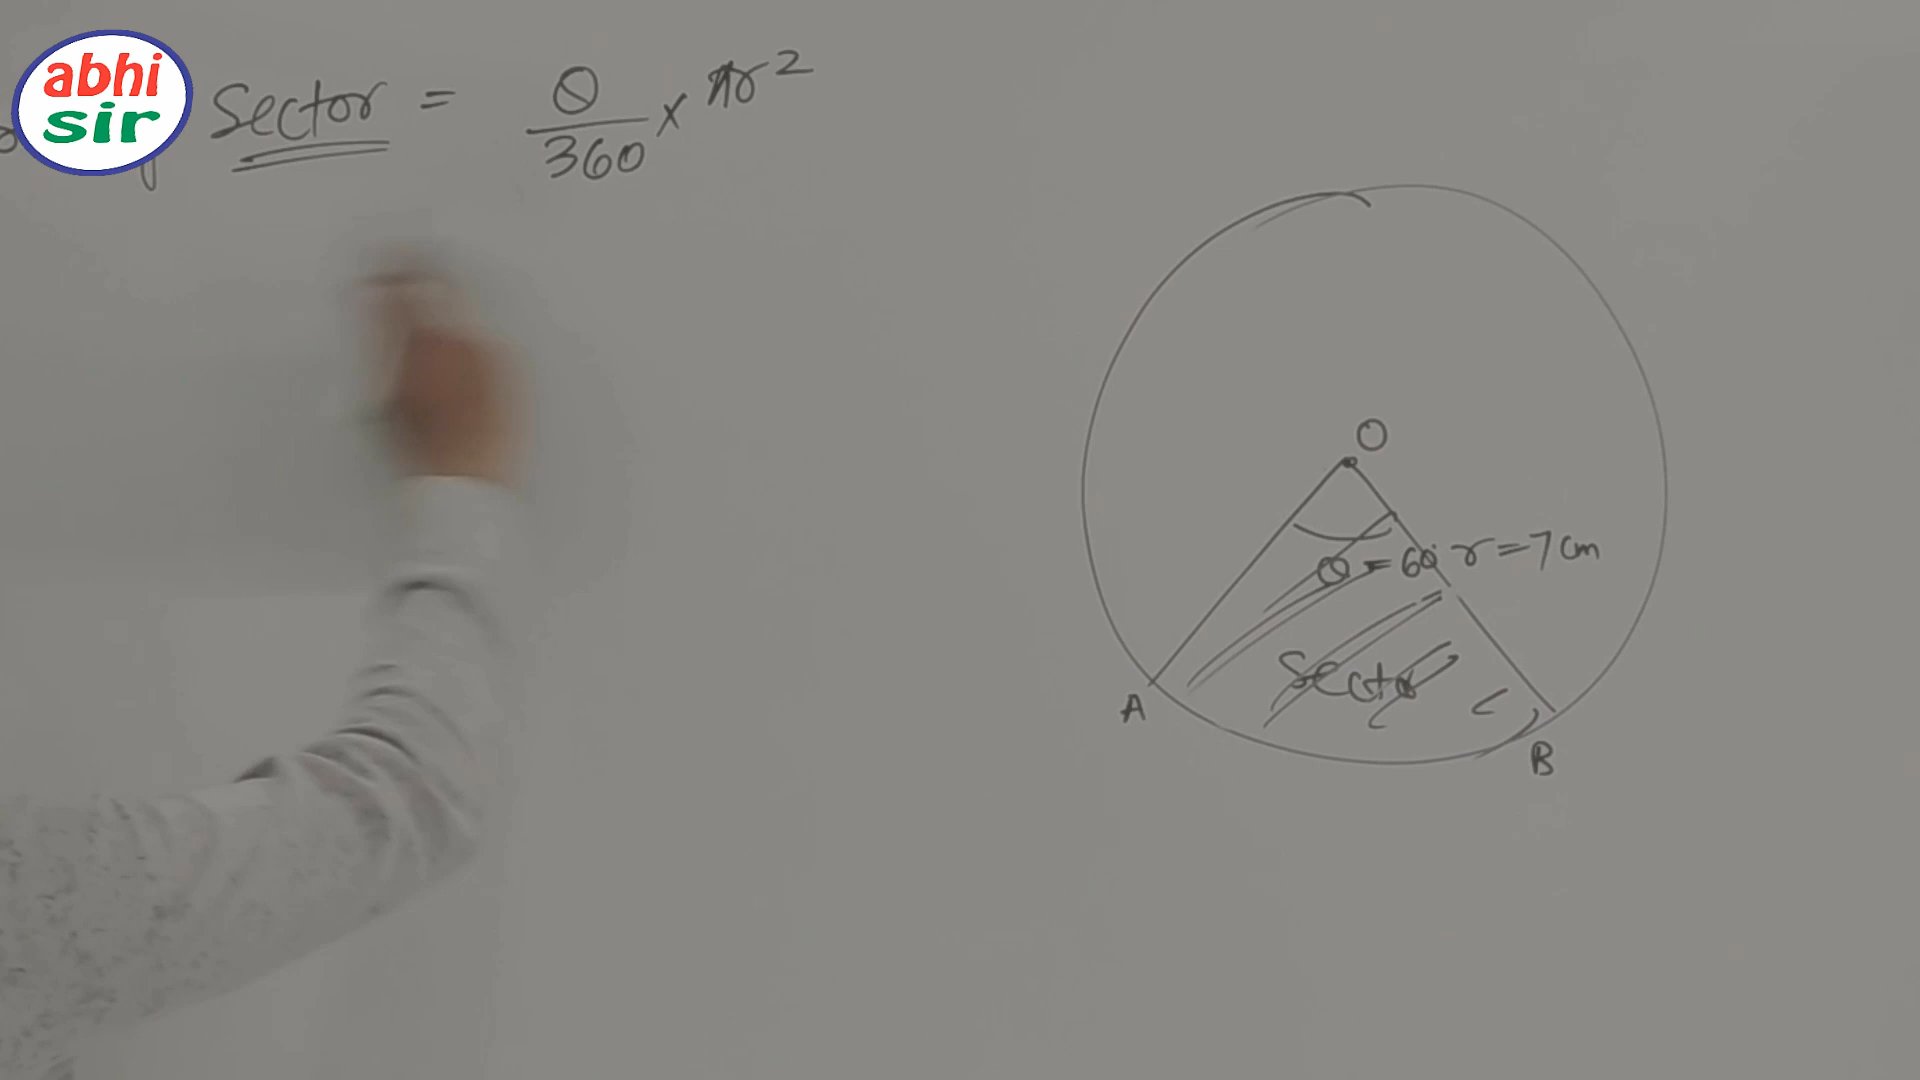 abhi
sir
Sector = θ/360 × πr²
O
θ = 60° r = 7 cm
Sector
A
B